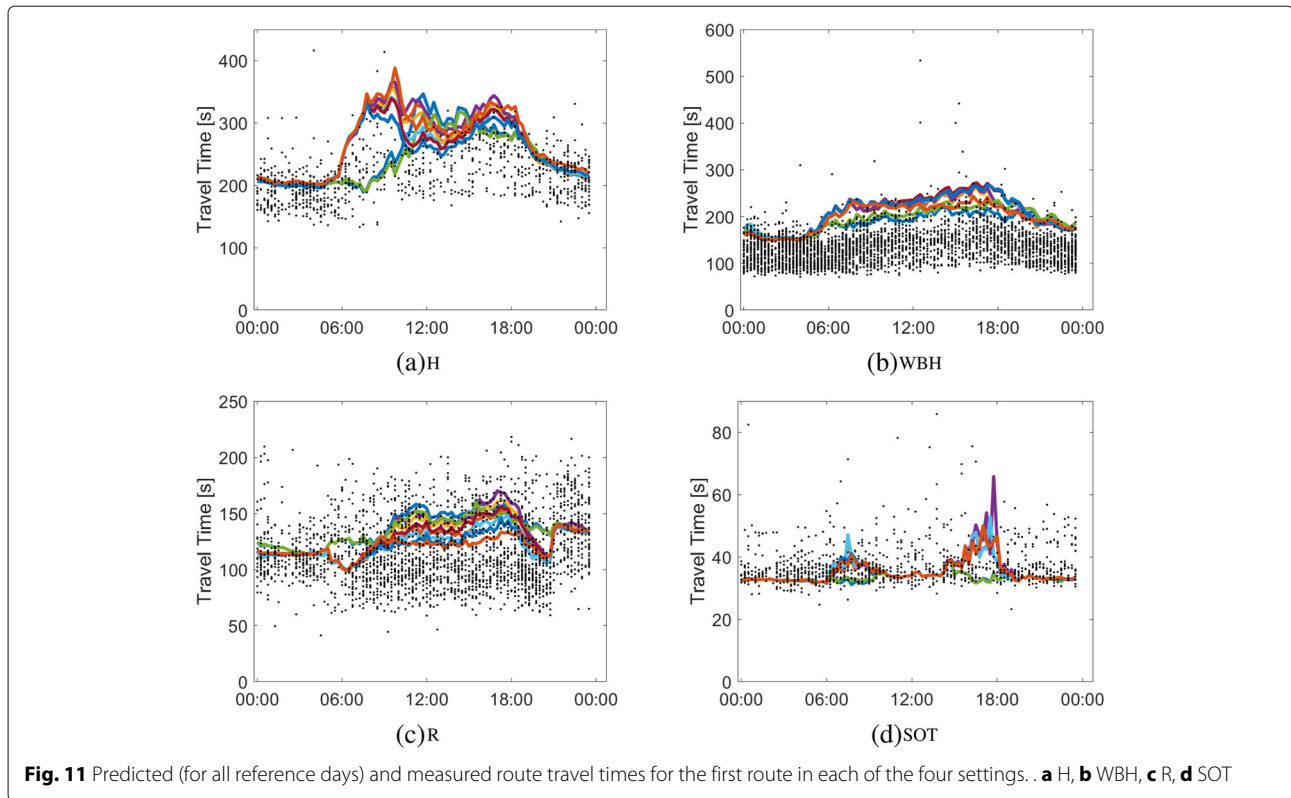 400
300
200
100
0
Travel Time [s]
00:00 06:00 12:00 18:00 00:00
(a)H
600
500
400
300
200
100
0
Travel Time [s]
00:00 06:00 12:00 18:00 00:00
(b)WBH
250
200
150
100
50
0
Travel Time [s]
00:00 06:00 12:00 18:00 00:00
(c)R
80
60
40
20
0
Travel Time [s]
00:00 06:00 12:00 18:00 00:00
(d)SOT
Fig. 11 Predicted (for all reference days) and measured route travel times for the first route in each of the four settings. . a H, b WBH, c R, d SOT